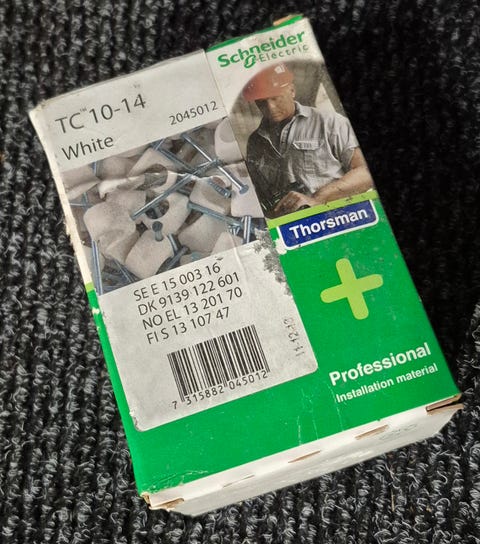 Schneider
Electric
TC™ 10-14
2045012
White
Thorsman
SE E 15 003 16
DK 9139 122 601
NO EL 13 201 70
FI S 13 107 47
7 315882 045012
Professional
Installation material